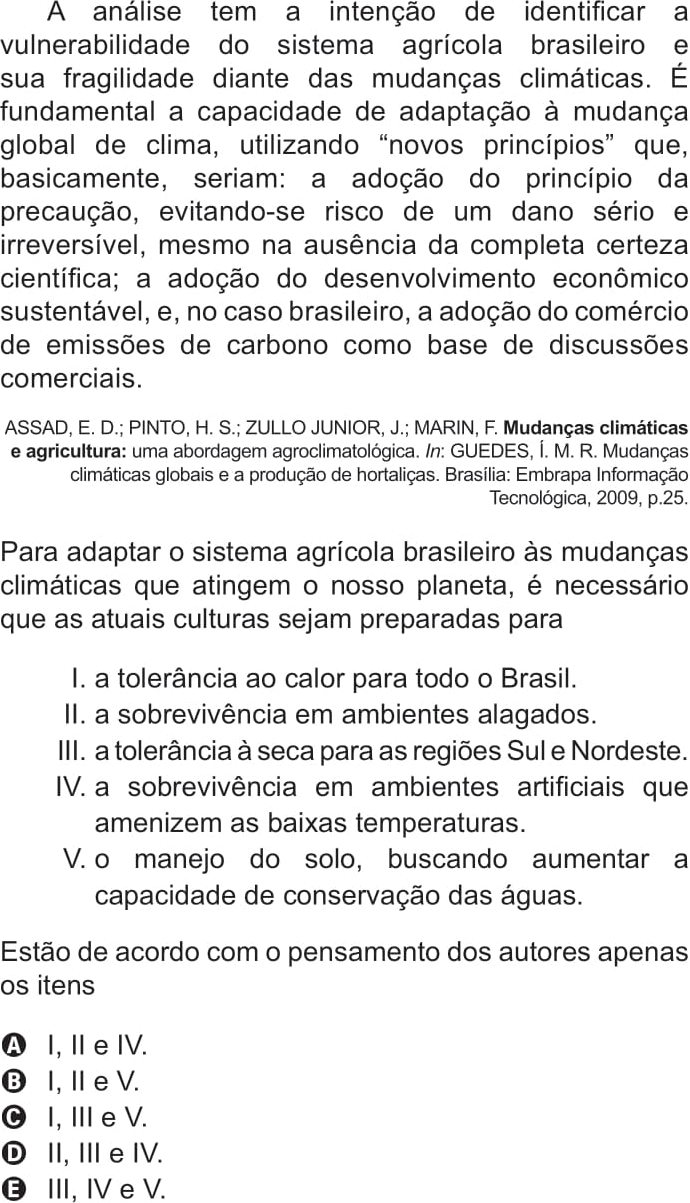 A análise tem a intenção de identificar a
vulnerabilidade do sistema agrícola brasileiro e
sua fragilidade diante das mudanças climáticas. É
fundamental a capacidade de adaptação à mudança
global de clima, utilizando “novos princípios” que,
basicamente, seriam: a adoção do princípio da
precaução, evitando-se risco de um dano sério e
irreversível, mesmo na ausência da completa certeza
científica; a adoção do desenvolvimento econômico
sustentável, e, no caso brasileiro, a adoção do comércio
de emissões de carbono como base de discussões
comerciais.
ASSAD, E. D.; PINTO, H. S.; ZULLO JUNIOR, J.; MARIN, F. Mudanças climáticas
e agricultura: uma abordagem agroclimatológica. In: GUEDES, Í. M. R. Mudanças
climáticas globais e a produção de hortaliças. Brasília: Embrapa Informação
Tecnológica, 2009, p.25.
Para adaptar o sistema agrícola brasileiro às mudanças
climáticas que atingem o nosso planeta, é necessário
que as atuais culturas sejam preparadas para
I. a tolerância ao calor para todo o Brasil.
II. a sobrevivência em ambientes alagados.
III. a tolerância à seca para as regiões Sul e Nordeste.
IV. a sobrevivência em ambientes artificiais que
amenizem as baixas temperaturas.
V. o manejo do solo, buscando aumentar a
capacidade de conservação das águas.
Estão de acordo com o pensamento dos autores apenas
os itens
A I, II e IV.
B I, II e V.
C I, III e V.
D II, III e IV.
E III, IV e V.